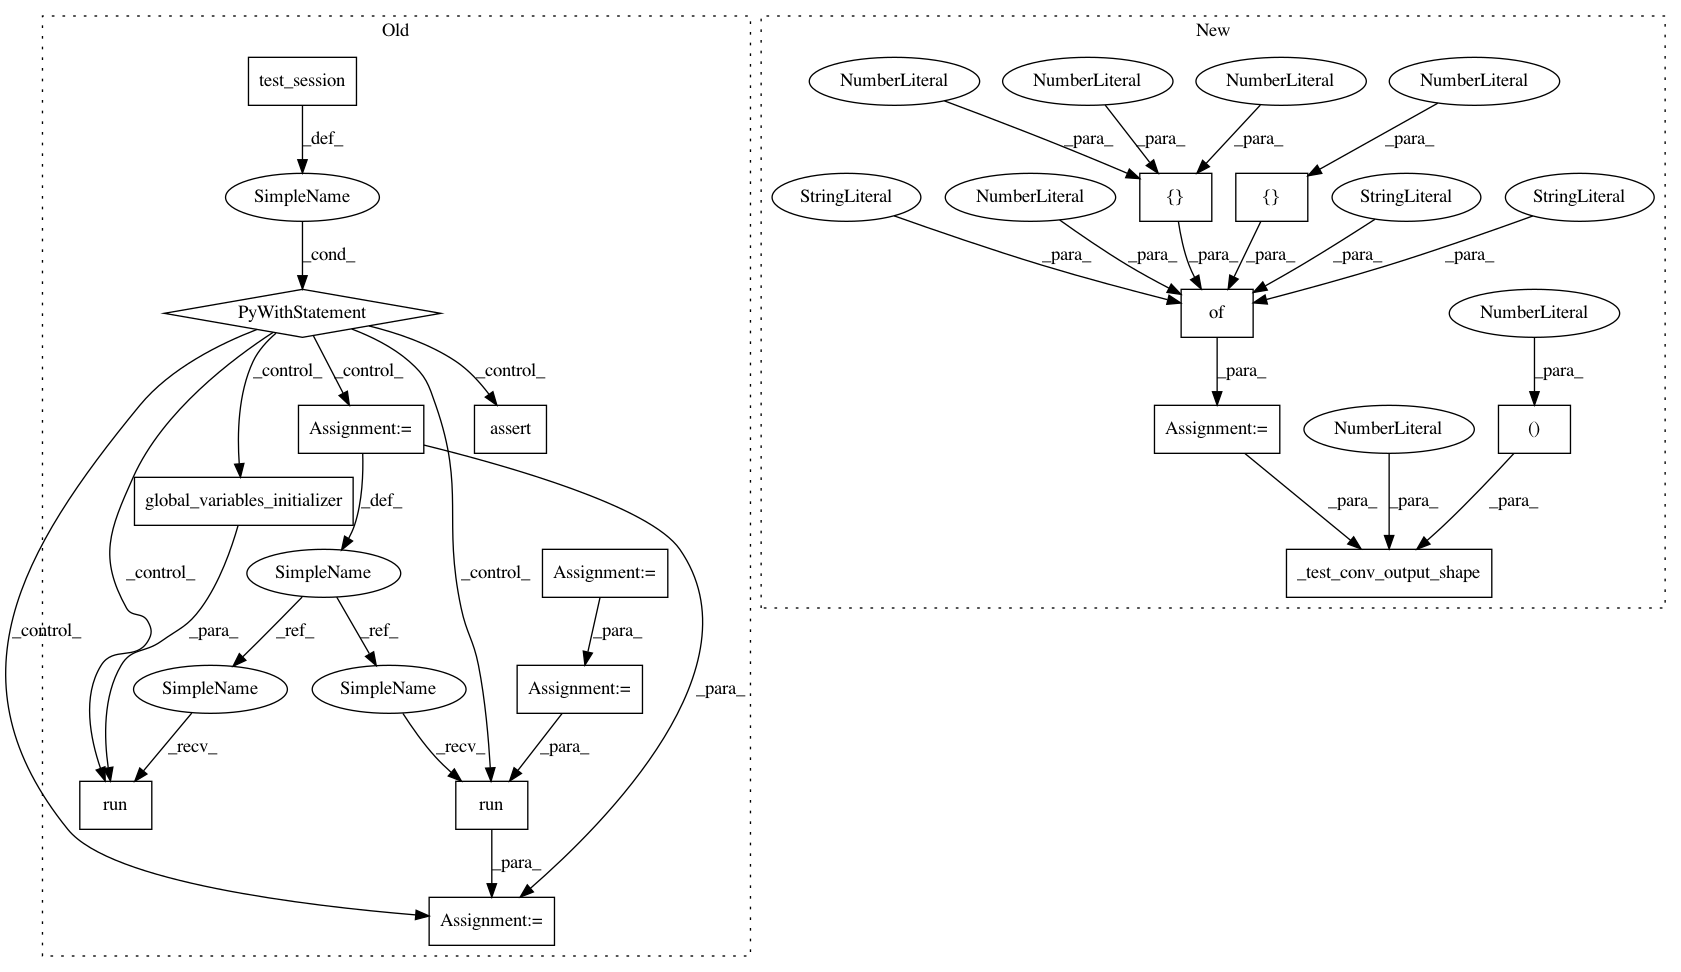 Old
New
test_session
NumberLiteral
NumberLiteral
NumberLiteral
NumberLiteral
_def_
_para_
_para_
_para_
_para_
SimpleName
StringLiteral
NumberLiteral
{}
{}
StringLiteral
StringLiteral
_cond_
_para_
_para_
_para_
_para_
_para_
_para_
PyWithStatement
of
NumberLiteral
_control_
_control_
_control_
_para_
_para_
Assignment:=
assert
Assignment:=
NumberLiteral
()
global_variables_initializer
_def_
_para_
_para_
_para_
SimpleName
_control_
_control_
Assignment:=
_test_conv_output_shape
_control_
_para_
_ref_
_ref_
_para_
SimpleName
SimpleName
Assignment:=
_para_
_recv_
_recv_
_para_
run
run
_para_
Assignment:=